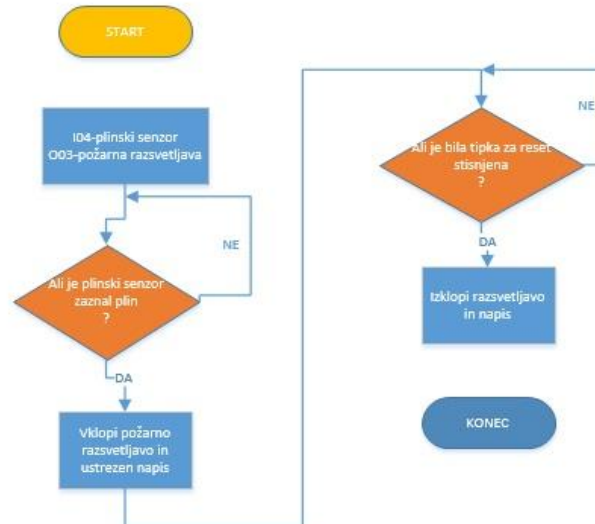 START
I04-plinski senzor
O03-požarna razsvetljava
NE
Ali je plinski senzor
zaznal plin
?
DA
Vklopi požarno
razsvetljavo in
ustrezen napis
NE
Ali je bila tipka za reset
stisnjena
?
DA
Izklopi razsvetljavo
in napis
KONEC